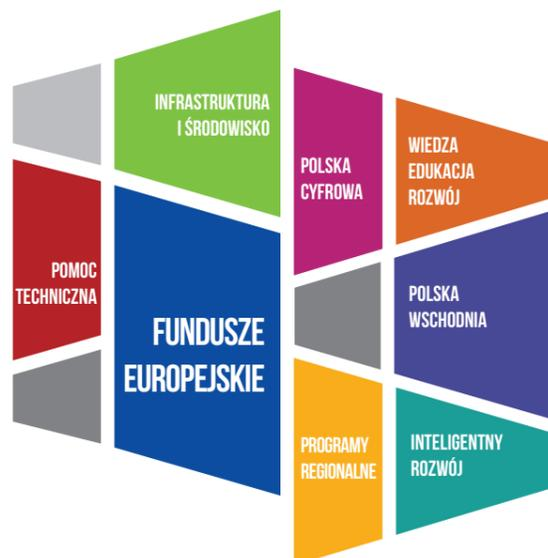 INFRASTRUKTURA
I ŚRODOWISKO
POLSKA
CYFROWA
WIEDZA
EDUKACJA
ROZWÓJ
POMOC
TECHNICZNA
FUNDUSZE
EUROPEJSKIE
POLSKA
WSCHODNIA
PROGRAMY
REGIONALNE
INTELIGENTNY
ROZWÓJ